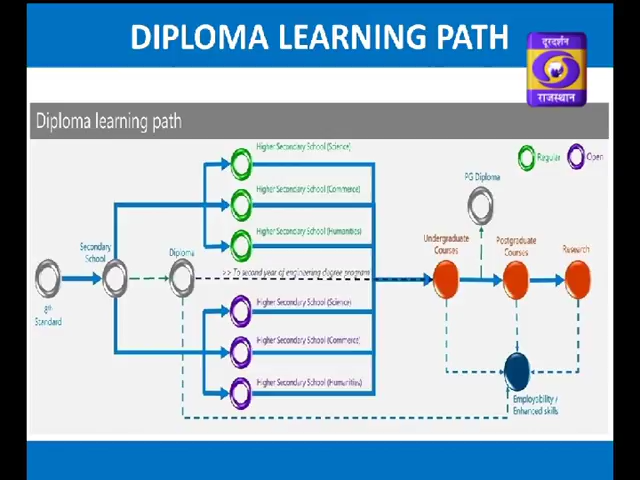 DIPLOMA LEARNING PATH
दूरदर्शन
राजस्थान
Diploma learning path
Higher Secondary School (Science)
Regular
Open
PG Diploma
Higher Secondary School (Commerce)
Higher Secondary School (Humanities)
Undergraduate
Courses
Postgraduate
Courses
Research
Secondary
School
Diploma
>> To second year of engineering degree program
8th
Standard
Higher Secondary School (Science)
Higher Secondary School (Commerce)
Higher Secondary School (Humanities)
Employability /
Enhanced skills